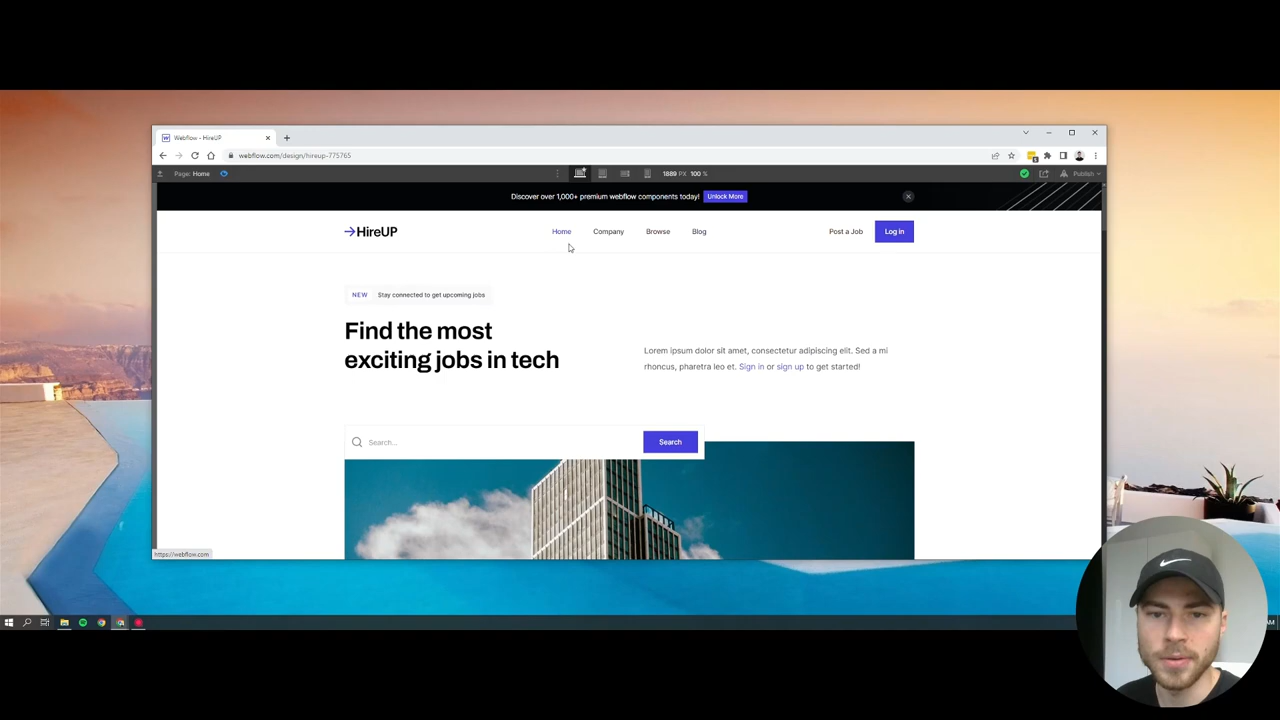 Webflow - HireUP
webflow.com/design/hireup-775765
Page: Home
1889 PX 100 %
Publish
Discover over 1,000+ premium webflow components today!
Unlock More
HireUP
Home
Company
Browse
Blog
Post a Job
Log in
NEW
Stay connected to get upcoming jobs
Find the most
exciting jobs in tech
Lorem ipsum dolor sit amet, consectetur adipiscing elit. Sed a mi
rhoncus, pharetra leo et. Sign in or sign up to get started!
Search...
Search
https://webflow.com